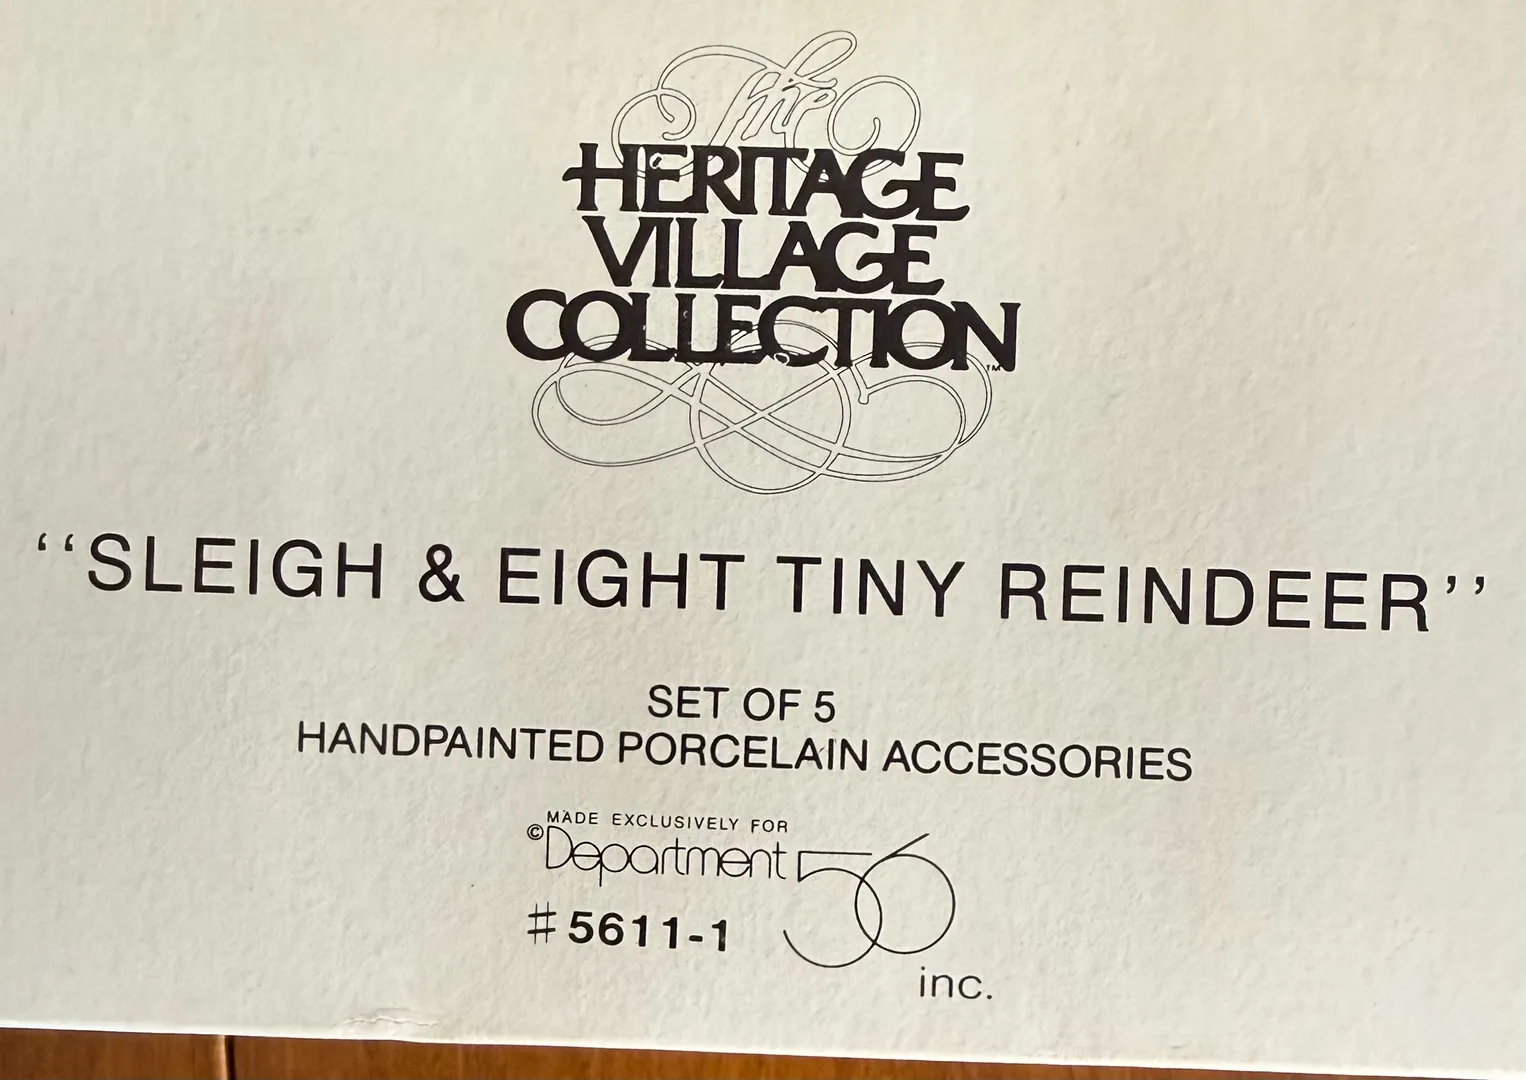 The
HERITAGE
VILLAGE
COLLECTION™
‘‘SLEIGH & EIGHT TINY REINDEER’’
SET OF 5
HANDPAINTED PORCELAIN ACCESSORIES
MADE EXCLUSIVELY FOR
©Department 56
#5611-1
inc.